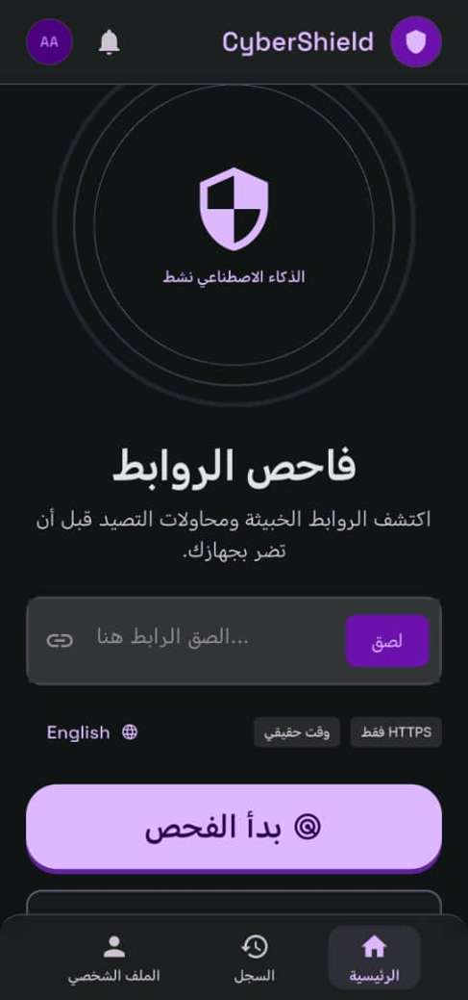 CyberShield
AA
الذكاء الاصطناعي نشط
فاحص الروابط
اكتشف الروابط الخبيثة ومحاولات التصيد قبل أن
تضر بجهازك.
لصق
...الصق الرابط هنا
HTTPS فقط
وقت حقيقي
English
بدأ الفحص
الرئيسية
السجل
الملف الشخصي